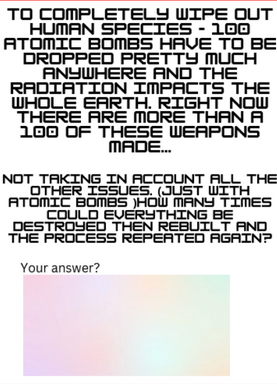 TO COMPLETELY WIPE OUT
HUMAN SPECIES - 100
ATOMIC BOMBS HAVE TO BE
DROPPED PRETTY MUCH
ANYWHERE AND THE
RADIATION IMPACTS THE
WHOLE EARTH. RIGHT NOW
THERE ARE MORE THAN A
100 OF THESE WEAPONS
MADE...
NOT TAKING IN ACCOUNT ALL THE
OTHER ISSUES. (JUST WITH
ATOMIC BOMBS )HOW MANY TIMES
COULD EVERYTHING BE
DESTROYED THEN REBUILT AND
THE PROCESS REPEATED AGAIN?
Your answer?